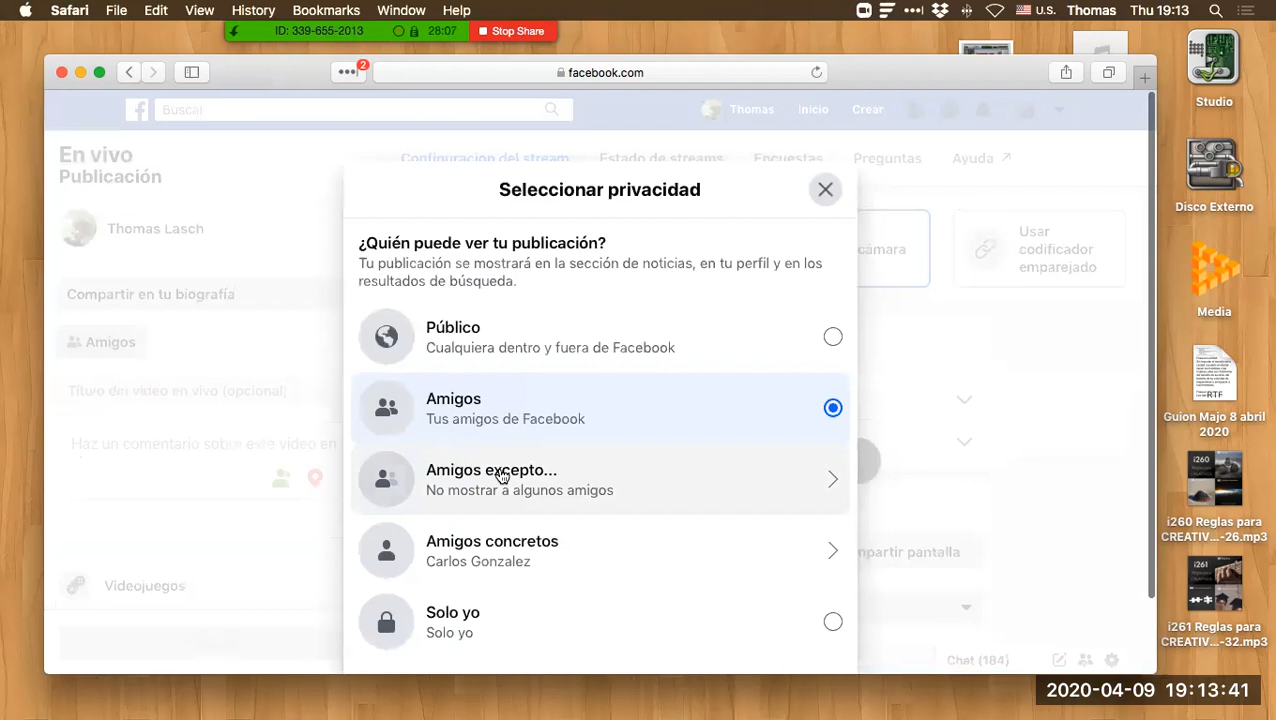 Safari File Edit View History Bookmarks Window Help U.S. Thomas Thu 19:13
ID: 339-655-2013 28:07 Stop Share
2 facebook.com
Buscar Thomas Inicio Crear
En vivo
Publicación
Configuración del stream Estado de streams Encuestas Preguntas Ayuda
Thomas Lasch
Compartir en tu biografía
Amigos
Título del video en vivo (opcional)
Haz un comentario sobre este video en
Videojuegos
Seleccionar privacidad
¿Quién puede ver tu publicación?
Tu publicación se mostrará en la sección de noticias, en tu perfil y en los
resultados de búsqueda.
Público
Cualquiera dentro y fuera de Facebook
Amigos
Tus amigos de Facebook
Amigos excepto...
No mostrar a algunos amigos
Amigos concretos
Carlos Gonzalez
Solo yo
Solo yo
cámara
Usar
codificador
emparejado
mpartir pantalla
Chat (184)
Studio
Disco Externo
Media
RTF
Guion Majo 8 abril
2020
i260
i260 Reglas para
CREATIV...-26.mp3
i261
i261 Reglas para
CREATIV...-32.mp3
2020-04-09 19:13:41